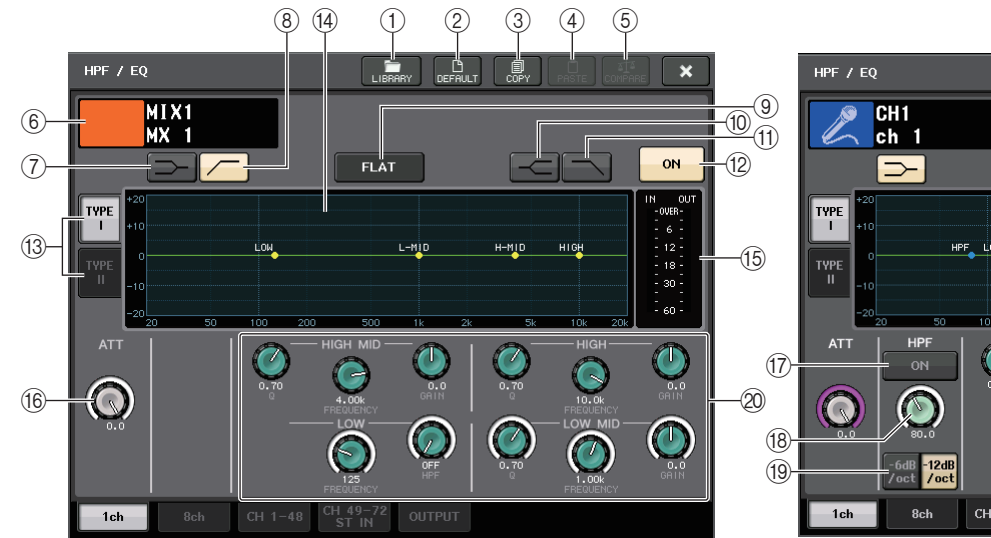 ⑧ ⑭ ① ② ③ ④ ⑤
HPF / EQ
LIBRARY
DEFAULT
COPY
PASTE
COMPARE
⑥
MIX1
MX 1
⑦
FLAT
⑨
⑩
⑪
ON
⑫
⑬
TYPE
I
TYPE
II
+20
+10
0
-10
-20
LOW
L-MID
H-MID
HIGH
20 50 100 200 500 1k 2k 5k 10k 20k
IN OUT
-OVER-
- 6 -
- 12 -
- 18 -
- 30 -
- 60 -
⑮
ATT
⑯
0.0
HIGH MID
0.70
Q
4.00k
FREQUENCY
0.0
GAIN
HIGH
0.70
Q
10.0k
FREQUENCY
0.0
GAIN
LOW
125
FREQUENCY
OFF
HPF
LOW MID
0.70
Q
1.00k
FREQUENCY
0.0
GAIN
⑳
1ch
8ch
CH 1-48
CH 49-72
ST IN
OUTPUT
HPF / EQ
CH1
ch 1
TYPE
I
TYPE
II
+20
+10
0
-10
-20
HPF
20 50
ATT
0.0
HPF
⑰
ON
⑱
80.0
⑲
-6dB
/oct
-12dB
/oct
1ch
8ch
CH